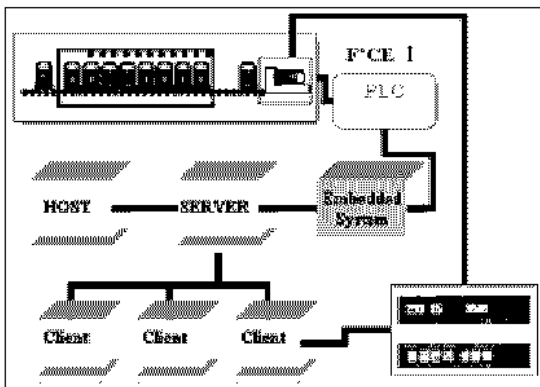 PLC
HOST
SERVER
Embedded
System
Client
Client
Client